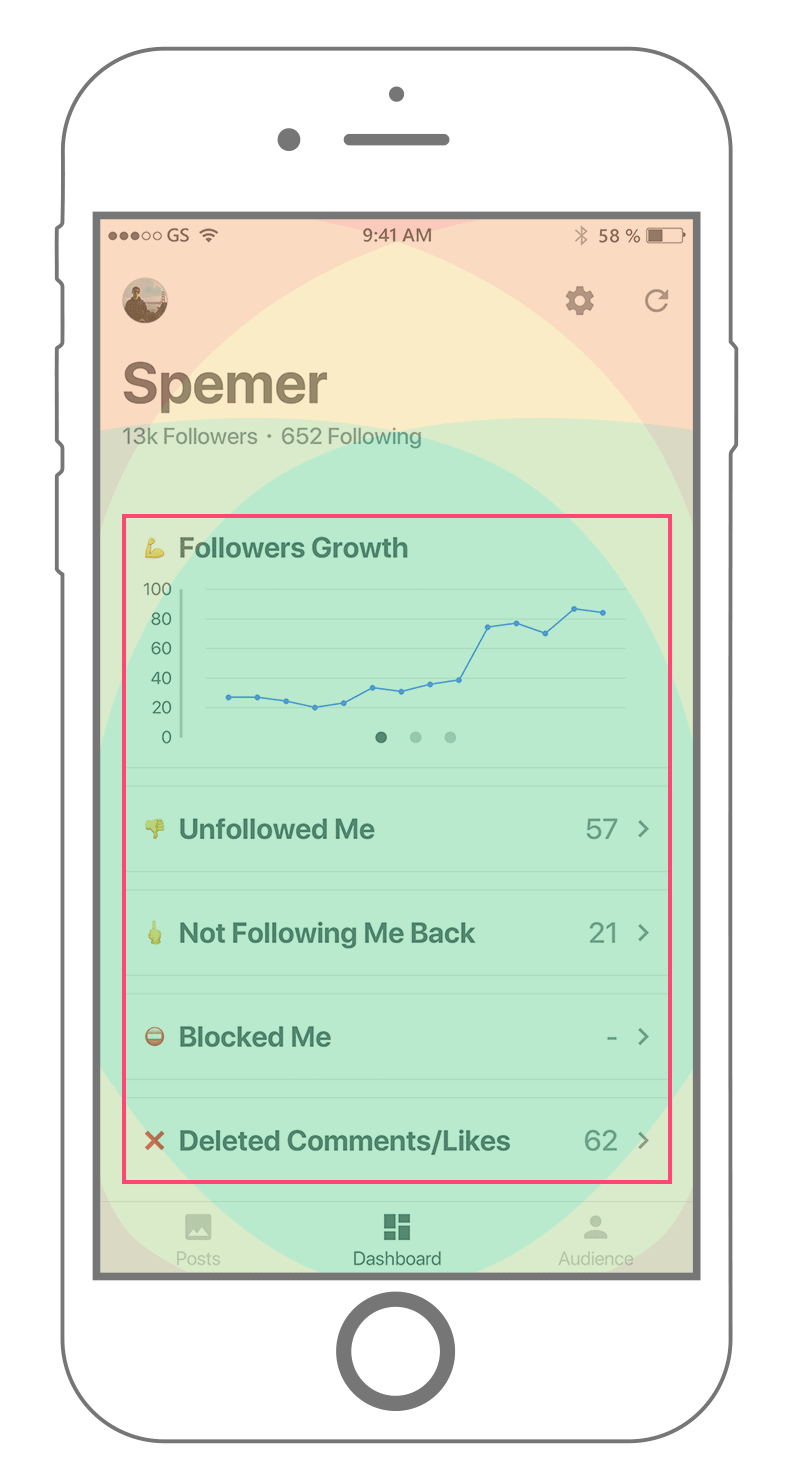 GS 9:41 AM 58 %
Spemer
13k Followers · 652 Following
💪 Followers Growth
100
80
60
40
20
0
👎 Unfollowed Me 57 >
🖕 Not Following Me Back 21 >
⛔ Blocked Me - >
❌ Deleted Comments/Likes 62 >
Posts Dashboard Audience